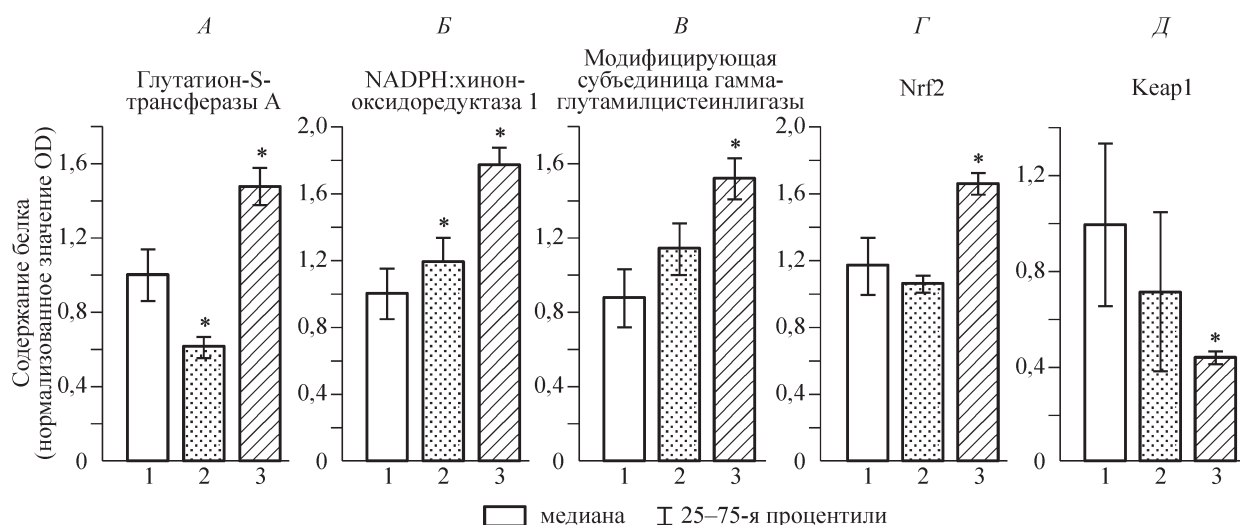 А
Б
В
Г
Д
Глутатион-S-
трансферазы А
NADPH:хинон-
оксидоредуктаза 1
Модифицирующая
субъединица гамма-
глутамилцистеинлигазы
Nrf2
Keap1
Содержание белка
(нормализованное значение OD)
1,6
1,2
0,8
0,4
0
*
*
1 2 3
2,0
1,6
1,2
0,8
0,4
0
*
*
1 2 3
1,6
1,2
0,8
0,4
0
*
1 2 3
2,0
1,6
1,2
0,8
0,4
0
*
1 2 3
1,2
0,8
0,4
0
*
1 2 3
медиана 25–75-я процентили